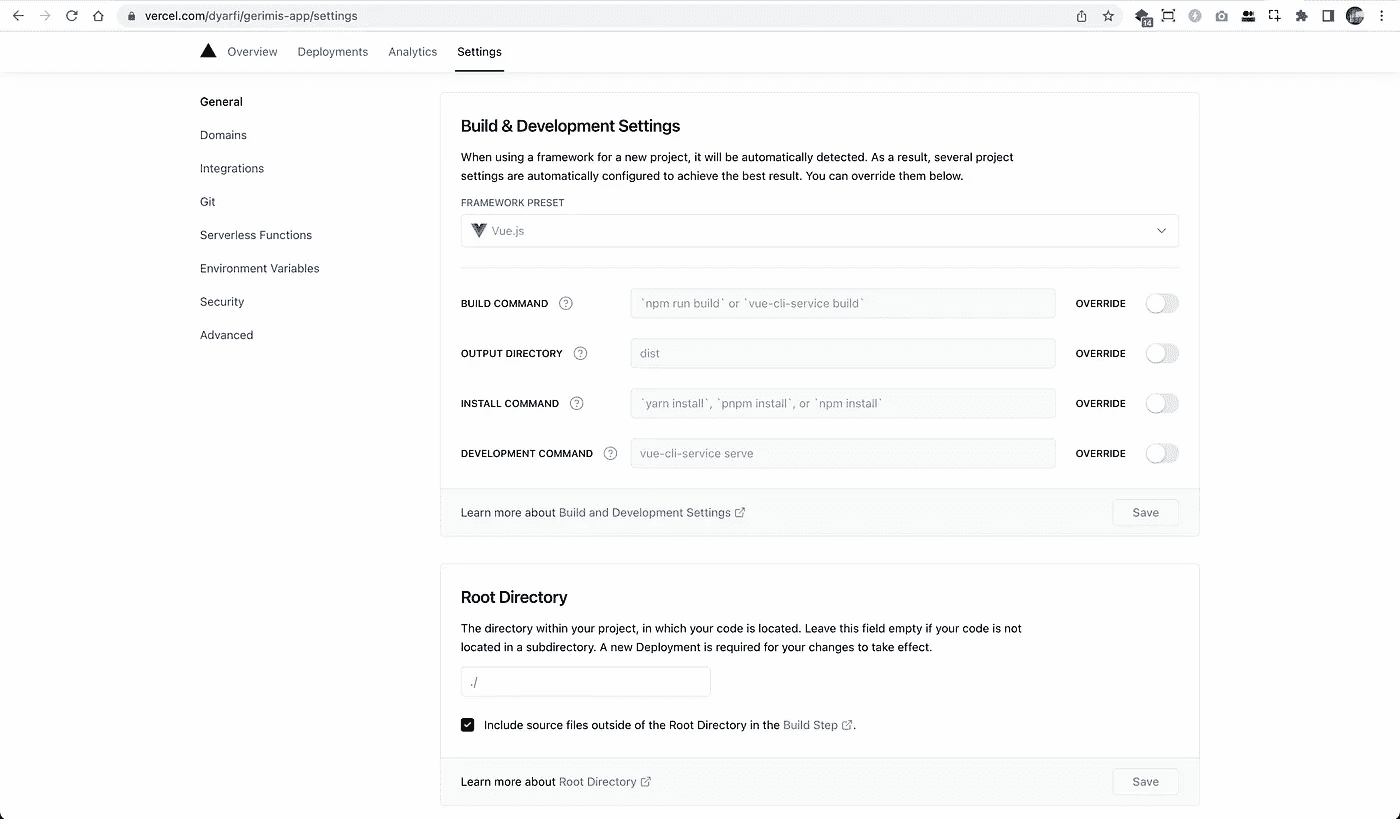 vercel.com/dyarfi/gerimis-app/settings
14
Overview Deployments Analytics Settings
General
Domains
Integrations
Git
Serverless Functions
Environment Variables
Security
Advanced
Build & Development Settings
When using a framework for a new project, it will be automatically detected. As a result, several project
settings are automatically configured to achieve the best result. You can override them below.
FRAMEWORK PRESET
Vue.js
BUILD COMMAND ? `npm run build` or `vue-cli-service build` OVERRIDE
OUTPUT DIRECTORY ? dist OVERRIDE
INSTALL COMMAND ? `yarn install`, `pnpm install`, or `npm install` OVERRIDE
DEVELOPMENT COMMAND ? vue-cli-service serve OVERRIDE
Learn more about Build and Development Settings Save
Root Directory
The directory within your project, in which your code is located. Leave this field empty if your code is not
located in a subdirectory. A new Deployment is required for your changes to take effect.
./
Include source files outside of the Root Directory in the Build Step.
Learn more about Root Directory Save